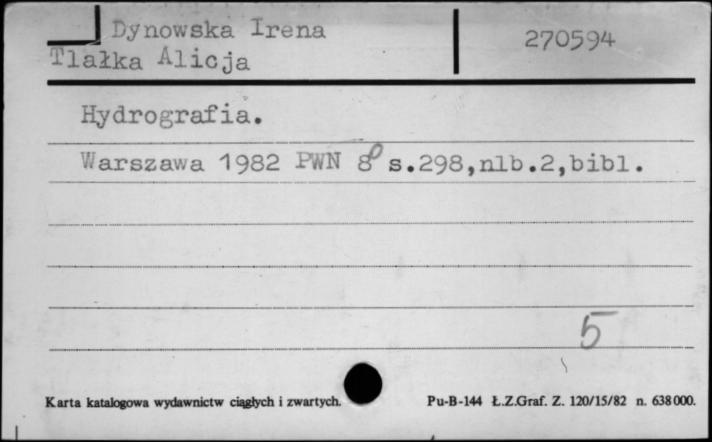 Dynowska Irena
270594
Tlałka Alicja
Hydrografia.
Warszawa 1982 PWN 8⁰ s.298,nlb.2,bibl.
5
Karta katalogowa wydawnictw ciągłych i zwartych. Pu-B-144 Ł.Z.Graf. Z. 120/15/82 n. 638000.